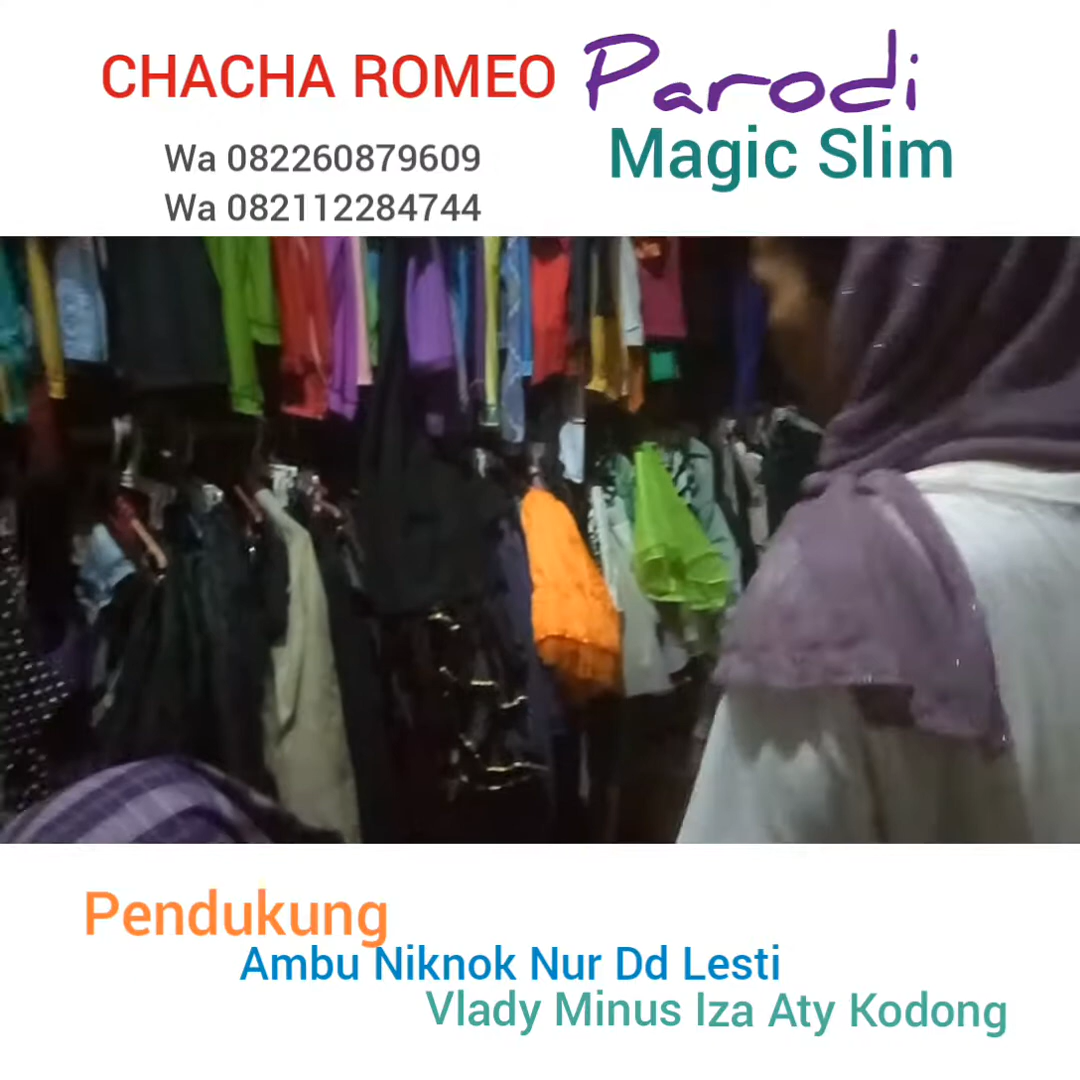 CHACHA ROMEO Parodi
Magic Slim
Wa 082260879609
Wa 082112284744
Pendukung
Ambu Niknok Nur Dd Lesti
Vlady Minus Iza Aty Kodong